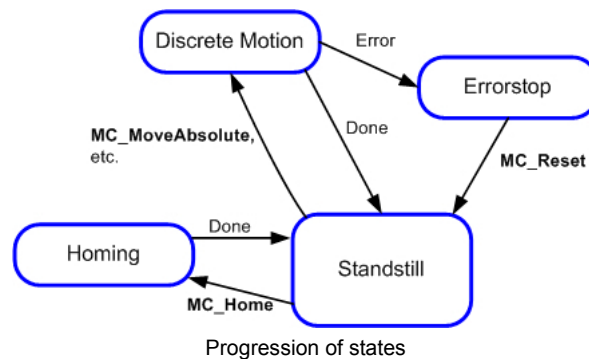 Discrete Motion
Error
Errorstop
Done
MC_MoveAbsolute,
etc.
MC_Reset
Done
Homing
Standstill
MC_Home
Progression of states